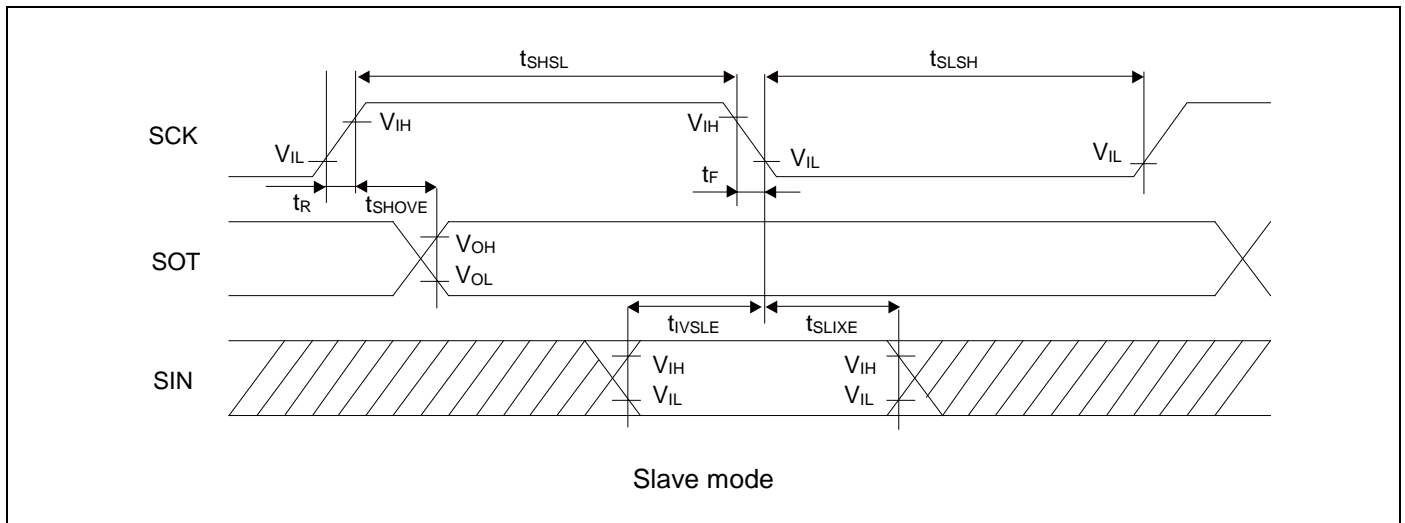 tSHSL
tSLSH
SCK
VIH
VIH
VIL
VIL
VIL
tF
tR
tSHOVE
SOT
VOH
VOL
tIVSLE
tSLIXE
SIN
VIH
VIH
VIL
VIL
Slave mode